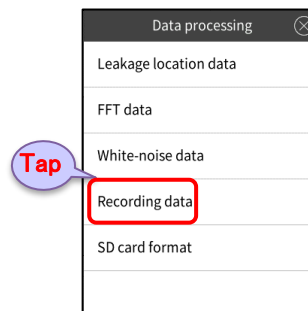 Data processing
Leakage location data
FFT data
White-noise data
Tap
Recording data
SD card format